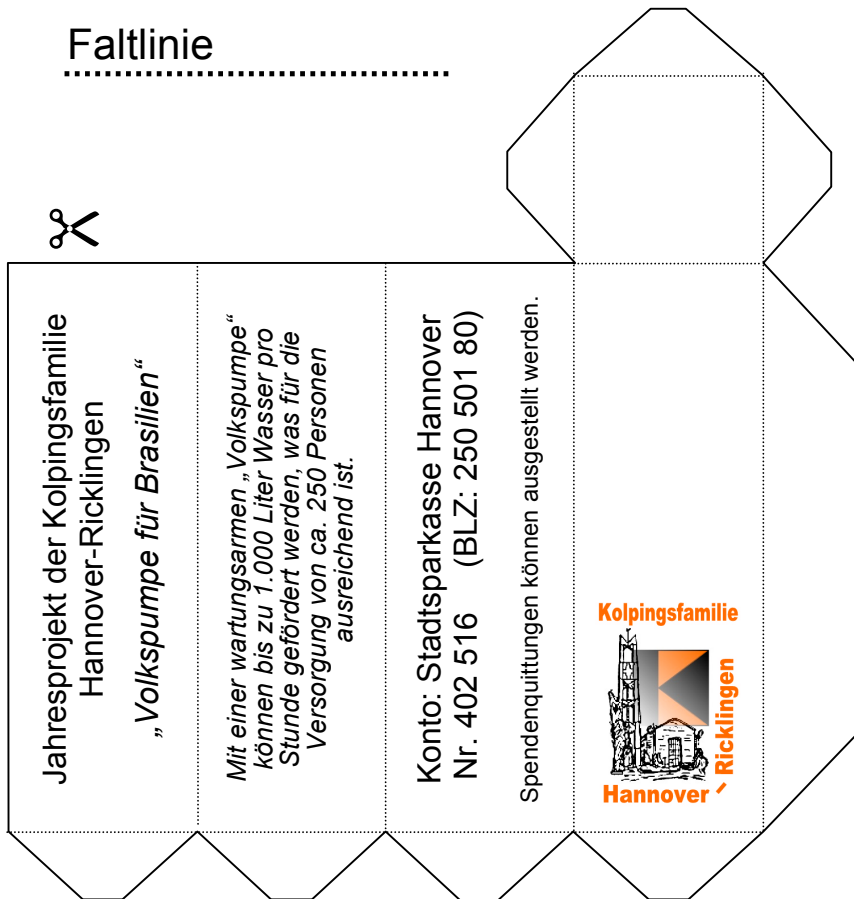 Faltlinie
Jahresprojekt der Kolpingsfamilie
Hannover-Ricklingen
„Volkspumpe für Brasilien“
Mit einer wartungsarmen „Volkspumpe“
können bis zu 1.000 Liter Wasser pro
Stunde gefördert werden, was für die
Versorgung von ca. 250 Personen
ausreichend ist.
Konto: Stadtsparkasse Hannover
Nr. 402 516 (BLZ: 250 501 80)
Spendenquittungen können ausgestellt werden.
Kolpingsfamilie
Hannover -
Ricklingen